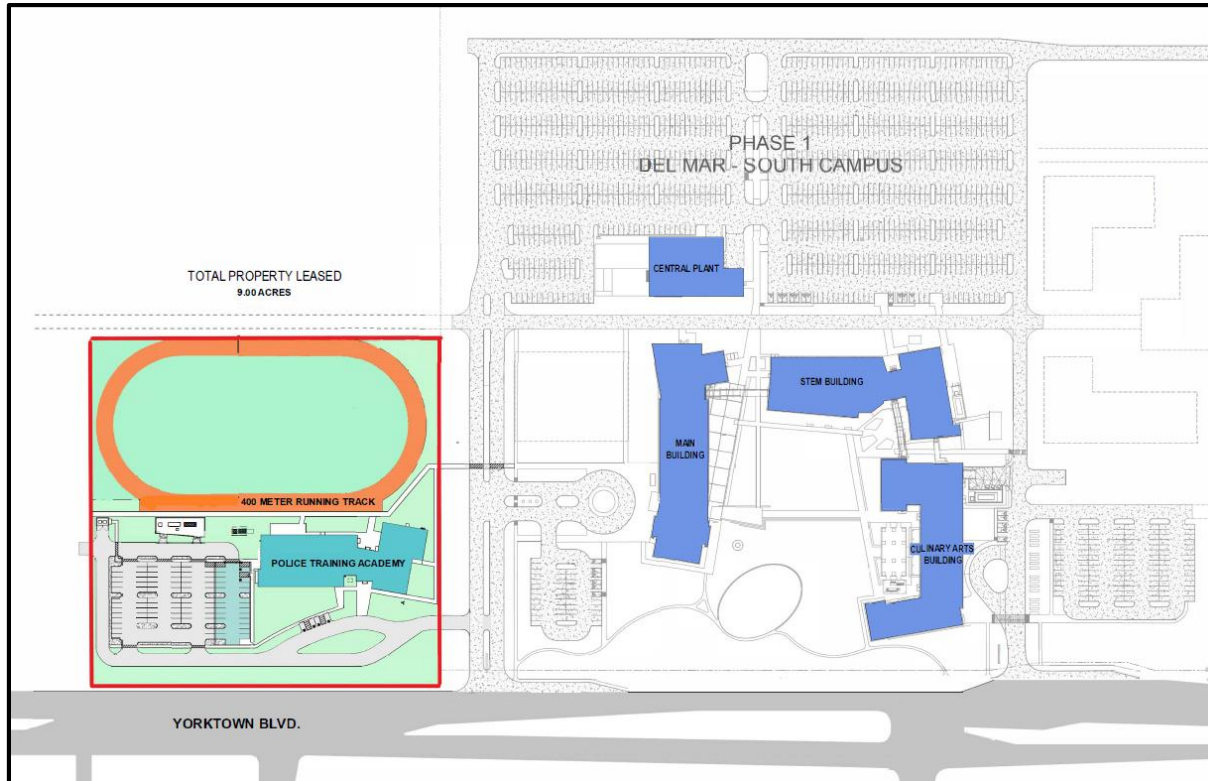 PHASE 1
DEL MAR - SOUTH CAMPUS
CENTRAL PLANT
TOTAL PROPERTY LEASED
9.00 ACRES
STEM BUILDING
MAIN
BUILDING
400 METER RUNNING TRACK
POLICE TRAINING ACADEMY
CULINARY ARTS
BUILDING
YORKTOWN BLVD.